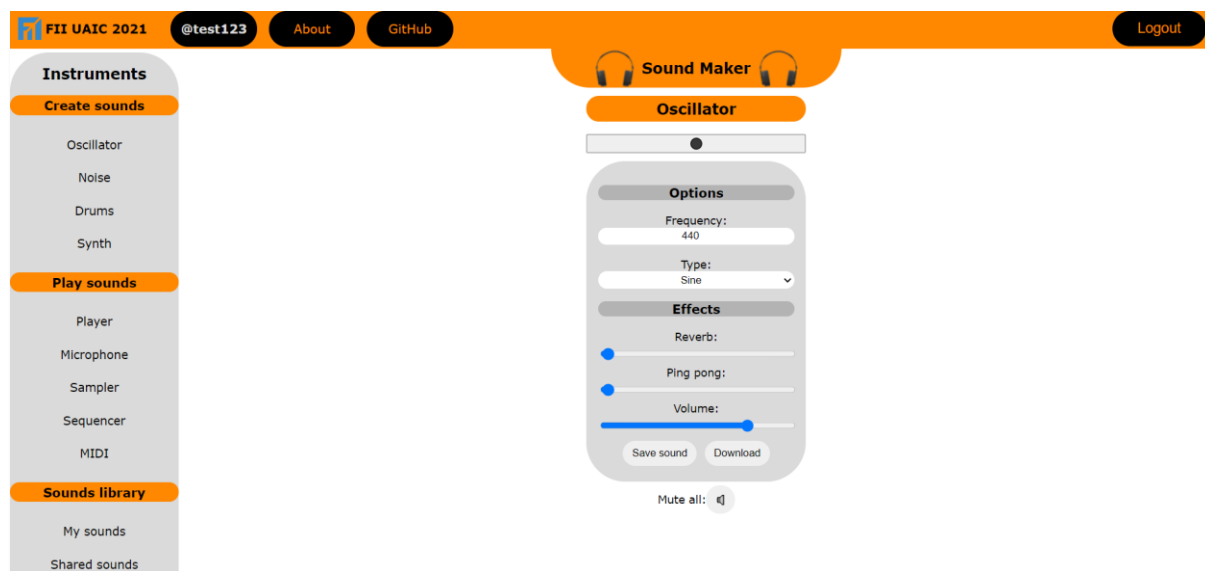 FII UAIC 2021 @test123 About GitHub Logout
Instruments
Create sounds
Oscillator
Noise
Drums
Synth
Play sounds
Player
Microphone
Sampler
Sequencer
MIDI
Sounds library
My sounds
Shared sounds
Sound Maker
Oscillator
Options
Frequency:
440
Type:
Sine
Effects
Reverb:
Ping pong:
Volume:
Save sound Download
Mute all: